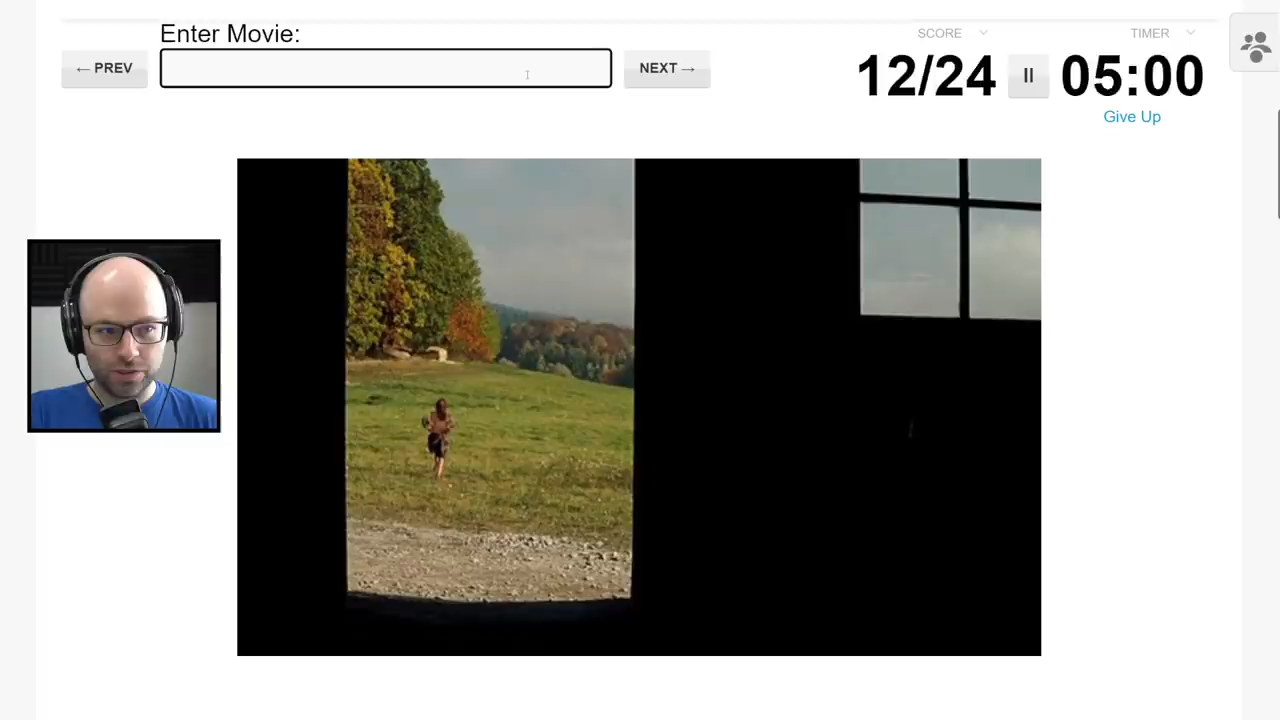 Enter Movie:
← PREV
NEXT →
SCORE
12/24
TIMER
05:00
Give Up